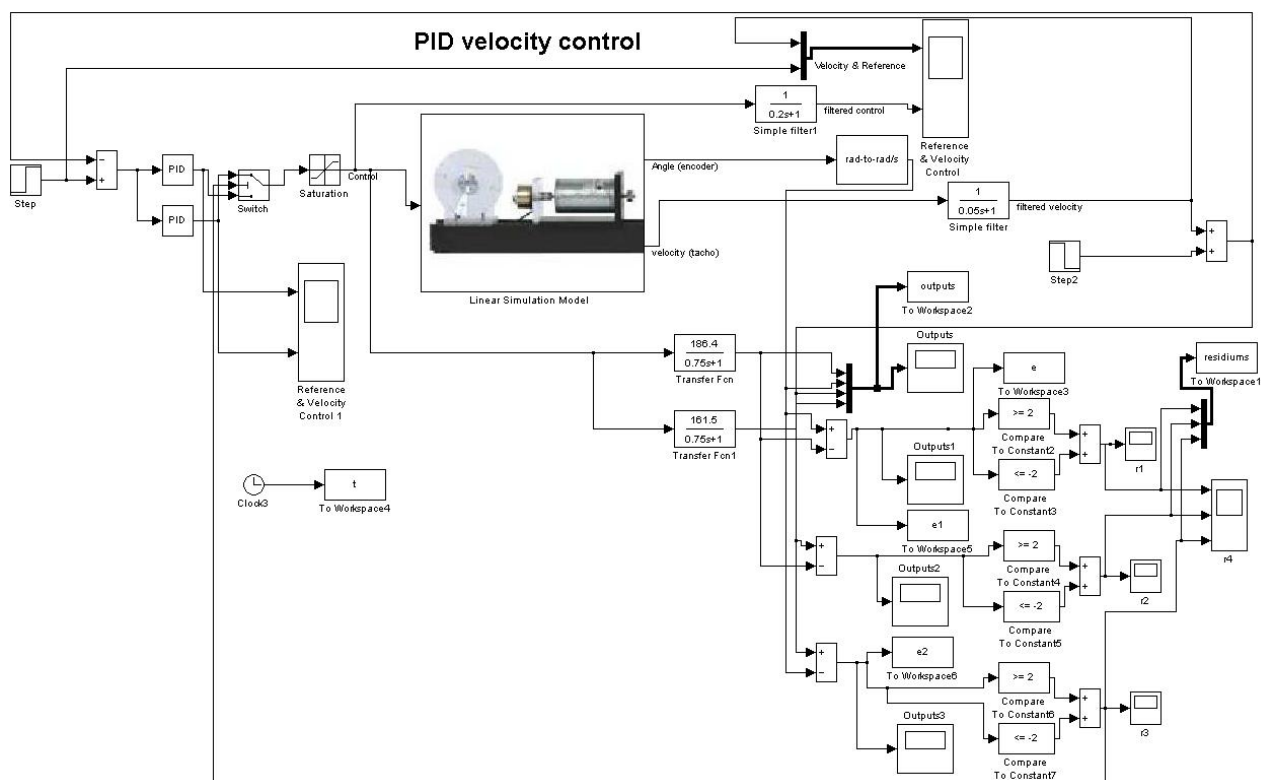 PID velocity control
Velocity & Reference
1
0.2s+1
filtered control
Simple filter1
Reference
& Velocity
Control
Step
−
+
PID
PID
Switch
Saturation
Control
Angle (encoder)
rad-to-rad/s
velocity (tacho)
Linear Simulation Model
1
0.05s+1
filtered velocity
Simple filter
+
+
Step2
Reference
& Velocity
Control 1
outputs
To Workspace2
Outputs
186.4
0.75s+1
Transfer Fcn
161.5
0.75s+1
Transfer Fcn1
residiums
To Workspace1
e
To Workspace3
+
−
>= 2
Compare
To Constant2
+
+
r1
Outputs1
<= -2
Compare
To Constant3
Clock3
t
To Workspace4
e1
To Workspace5
r4
+
−
>= 2
Compare
To Constant4
+
+
r2
Outputs2
<= -2
Compare
To Constant5
+
−
e2
To Workspace6
>= 2
Compare
To Constant6
+
+
r3
Outputs3
<= -2
Compare
To Constant7